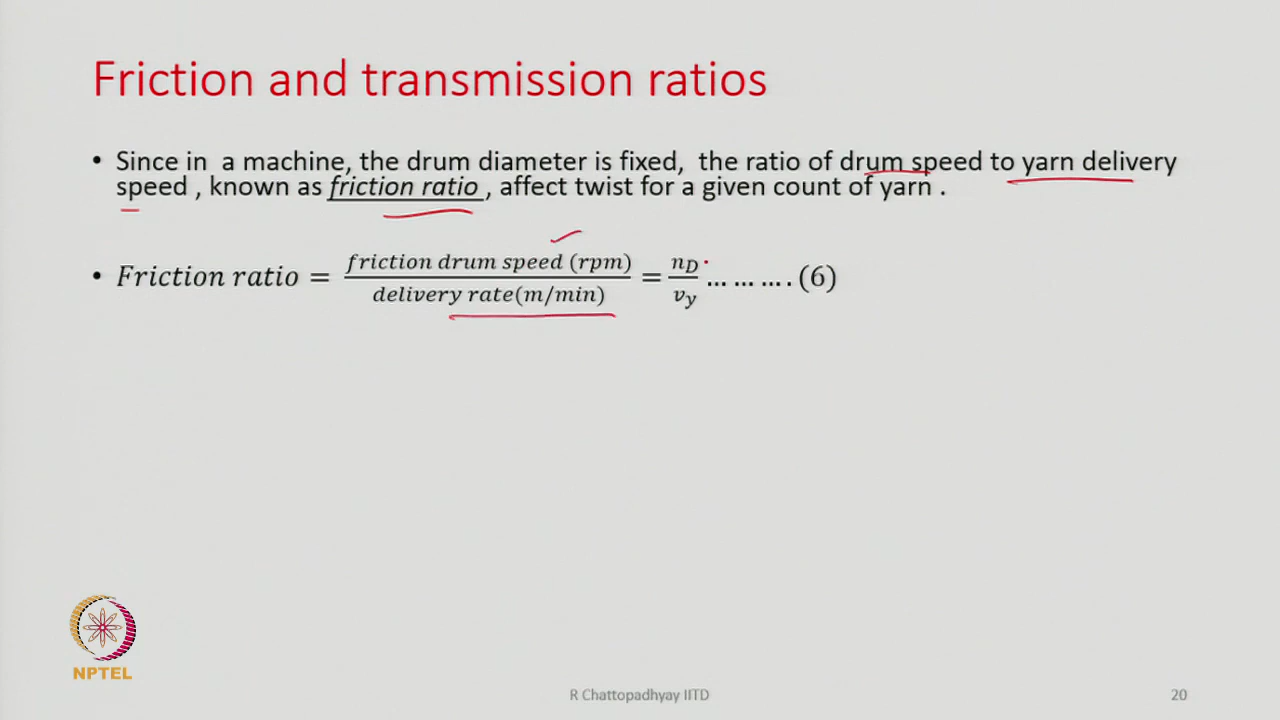 Friction and transmission ratios
• Since in a machine, the drum diameter is fixed, the ratio of drum speed to yarn delivery
speed , known as friction ratio , affect twist for a given count of yarn .
• Friction ratio = friction drum speed (rpm) / delivery rate(m/min) = n_D / v_y ... ... ... . (6)
NPTEL
R Chattopadhyay IITD
20